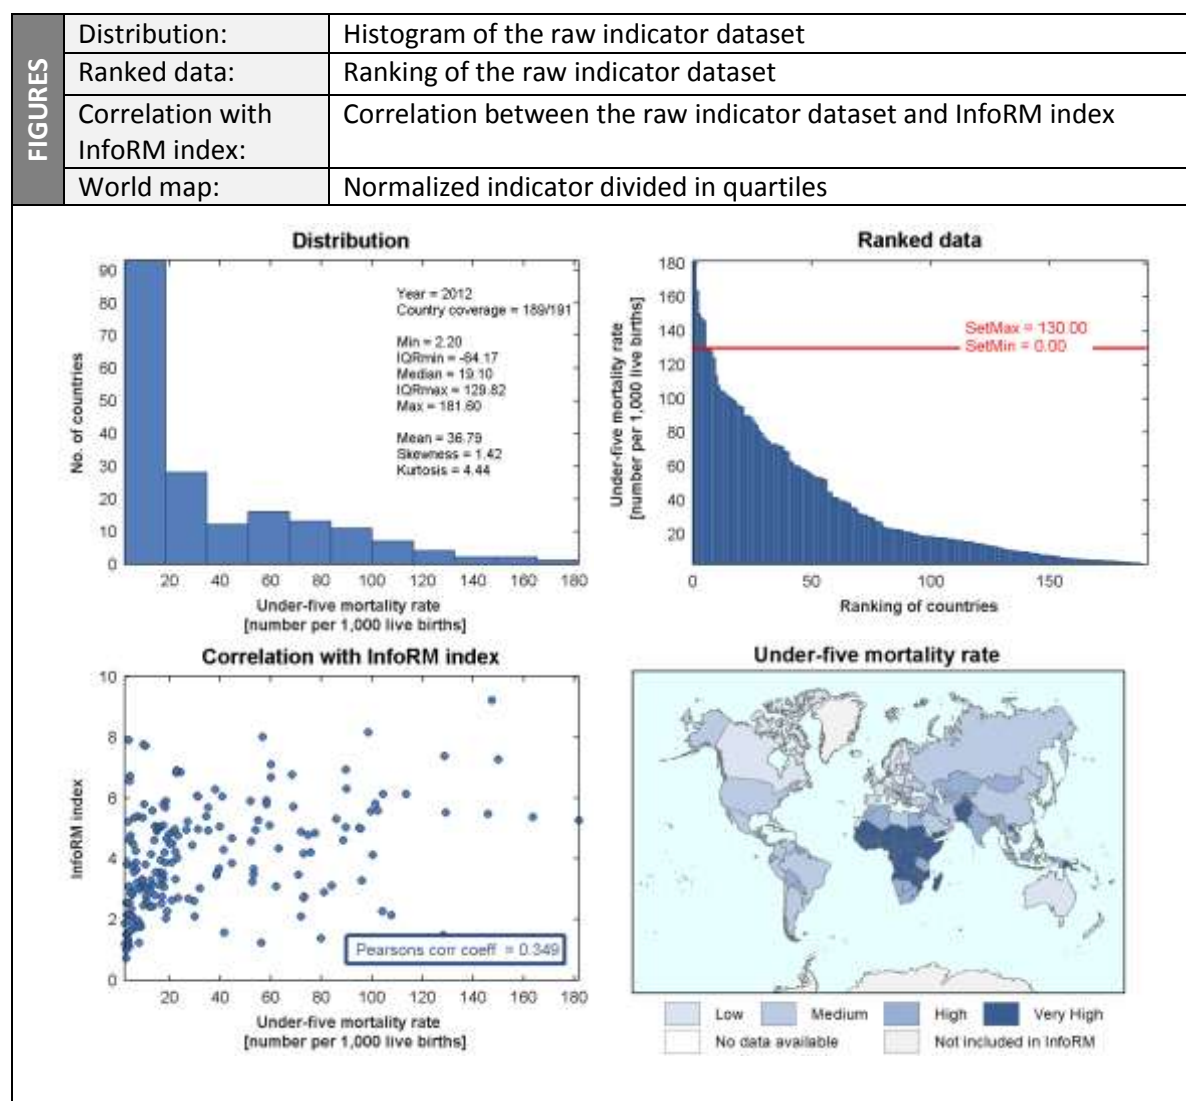 FIGURES
Distribution: Histogram of the raw indicator dataset
Ranked data: Ranking of the raw indicator dataset
Correlation with Correlation between the raw indicator dataset and InfoRM index
InfoRM index:
World map: Normalized indicator divided in quartiles
Distribution
No. of countries
90
80
70
60
50
40
30
20
10
0
Year = 2012
Country coverage = 189/191
Min = 2.20
IQRmin = -64.17
Median = 19.10
IQRmax = 129.82
Max = 181.60
Mean = 36.79
Skewness = 1.42
Kurtosis = 4.44
20 40 60 80 100 120 140 160 180
Under-five mortality rate
[number per 1,000 live births]
Ranked data
Under-five mortality rate
[number per 1,000 live births]
180
160
140
120
100
80
60
40
20
SetMax = 130.00
SetMin = 0.00
0 50 100 150
Ranking of countries
Correlation with InfoRM index
InfoRM index
10
8
6
4
2
0
Pearsons corr coeff = 0.349
20 40 60 80 100 120 140 160 180
Under-five mortality rate
[number per 1,000 live births]
Under-five mortality rate
Low Medium High Very High
No data available Not included in InfoRM